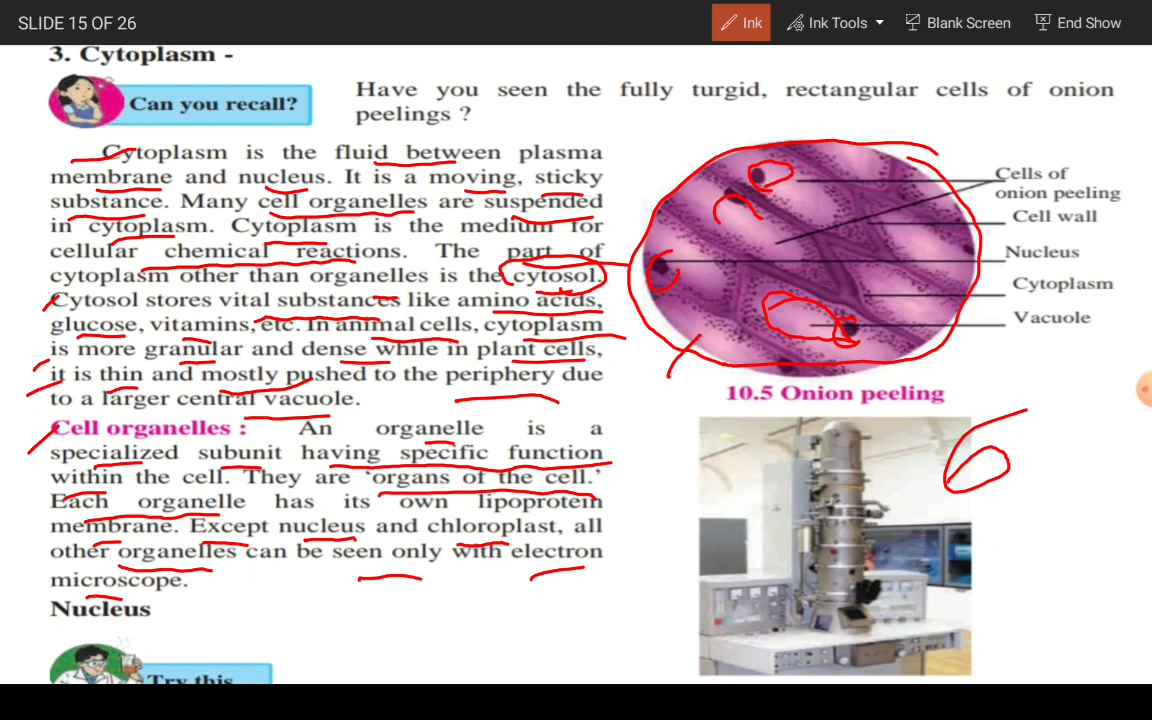 SLIDE 15 OF 26
Ink
Ink Tools
Blank Screen
End Show
3. Cytoplasm -
Can you recall?
Have you seen the fully turgid, rectangular cells of onion
peelings ?
Cytoplasm is the fluid between plasma
membrane and nucleus. It is a moving, sticky
substance. Many cell organelles are suspended
in cytoplasm. Cytoplasm is the medium for
cellular chemical reactions. The part of
cytoplasm other than organelles is the cytosol.
Cytosol stores vital substances like amino acids,
glucose, vitamins, etc. In animal cells, cytoplasm
is more granular and dense while in plant cells,
it is thin and mostly pushed to the periphery due
to a larger central vacuole.
Cell organelles : An organelle is a
specialized subunit having specific function
within the cell. They are ‘organs of the cell.’
Each organelle has its own lipoprotein
membrane. Except nucleus and chloroplast, all
other organelles can be seen only with electron
microscope.
Nucleus
Try this
Cells of
onion peeling
Cell wall
Nucleus
Cytoplasm
Vacuole
10.5 Onion peeling
6